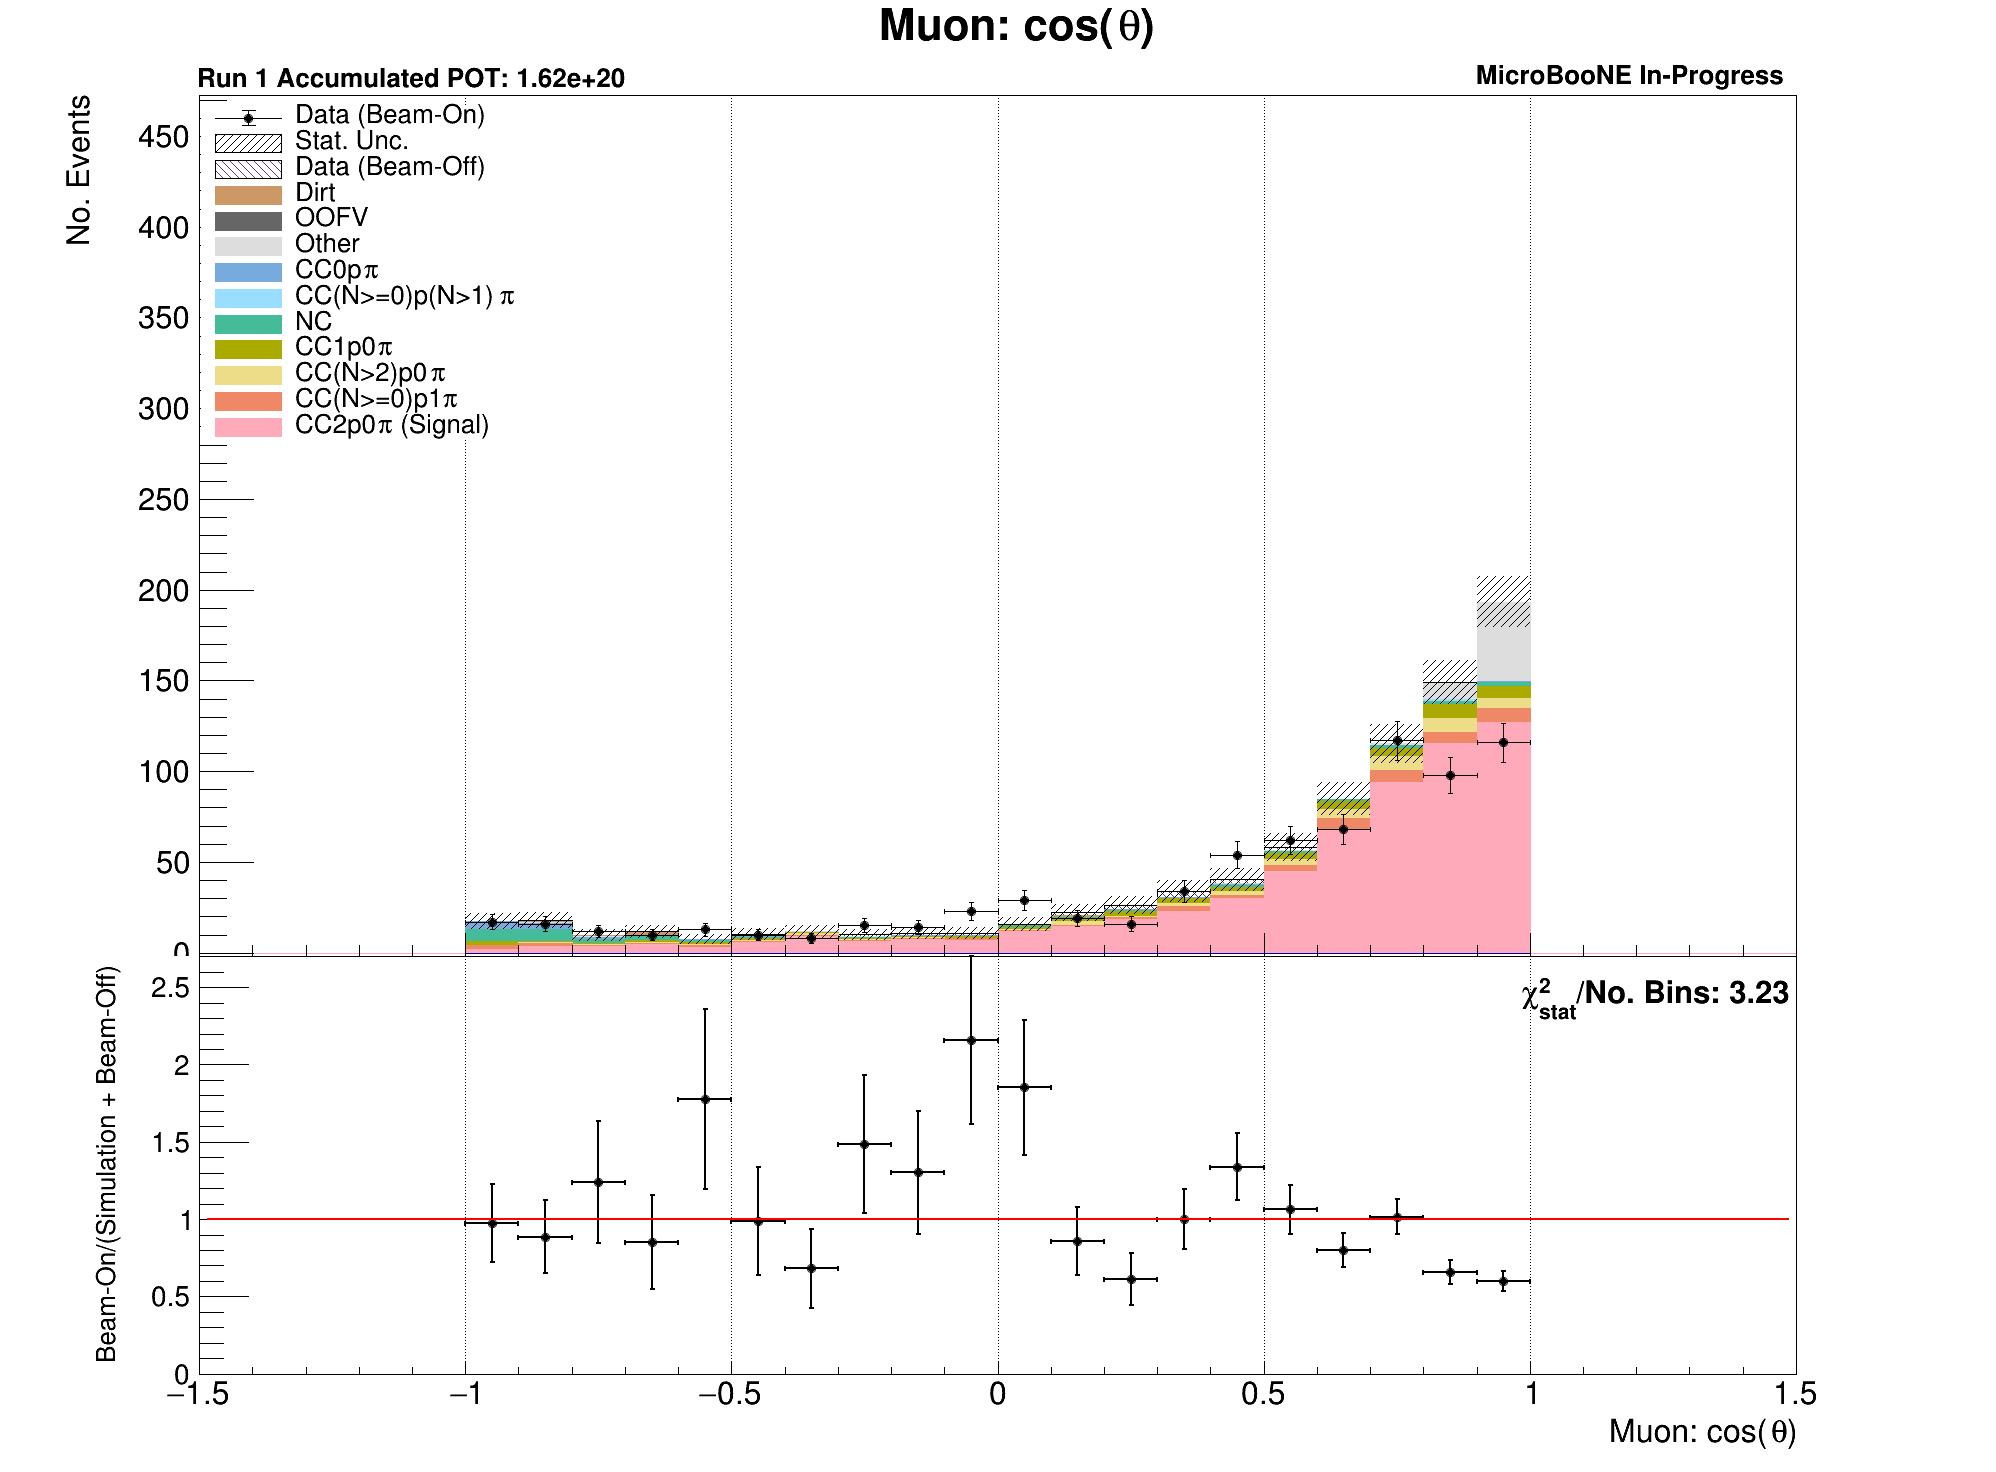 Muon: cos(θ)
Run 1 Accumulated POT: 1.62e+20
MicroBooNE In-Progress
No. Events
450
400
350
300
250
200
150
100
50
0
Data (Beam-On)
Stat. Unc.
Data (Beam-Off)
Dirt
OOFV
Other
CC0pπ
CC(N>=0)p(N>1) π
NC
CC1p0π
CC(N>2)p0π
CC(N>=0)p1π
CC2p0π (Signal)
Beam-On/(Simulation + Beam-Off)
2.5
2
1.5
1
0.5
0
χ²stat/No. Bins: 3.23
−1.5 −1 −0.5 0 0.5 1 1.5
Muon: cos(θ)